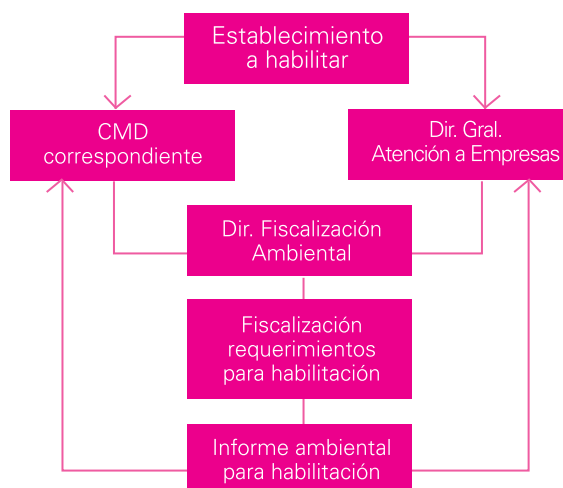 Establecimiento
a habilitar
CMD
correspondiente
Dir. Gral.
Atención a Empresas
Dir. Fiscalización
Ambiental
Fiscalización
requerimientos
para habilitación
Informe ambiental
para habilitación